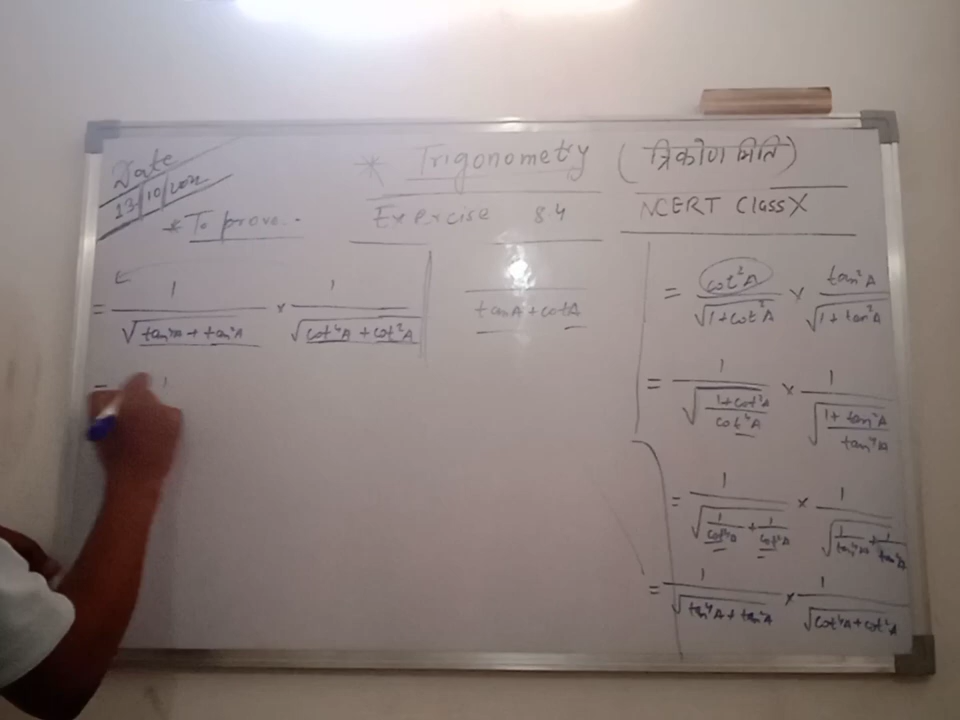 Date
13/10/2022
* Trigonometry (त्रिकोण मिति)
* To prove:-
Exercise 8.4
NCERT Class X
= 1/√(tan⁴A + tan²A) × 1/√(cot⁴A + cot²A)
= 1
tanA + cotA
= cot²A/√(1+cot²A) × tan²A/√(1+tan²A)
= 1/√((1+cot²A)/cot⁴A) × 1/√((1+tan²A)/tan⁴A)
= 1/√(1/cot⁴A + 1/cot²A) × 1/√(1/tan⁴A + 1/tan²A)
= 1/√(tan⁴A + tan²A) × 1/√(cot⁴A + cot²A)